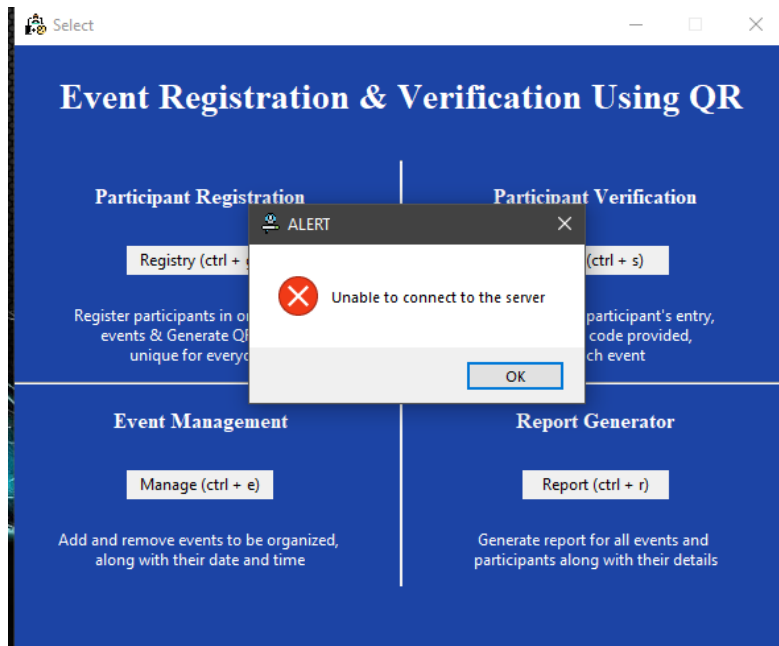 Select
Event Registration & Verification Using QR
Participant Registration
Participant Verification
ALERT
Registry (ctrl +
(ctrl + s)
Unable to connect to the server
Register participants in
events & Generate
unique for
participant's entry,
code provided,
event
OK
Event Management
Report Generator
Manage (ctrl + e)
Report (ctrl + r)
Add and remove events to be organized,
along with their date and time
Generate report for all events and
participants along with their details